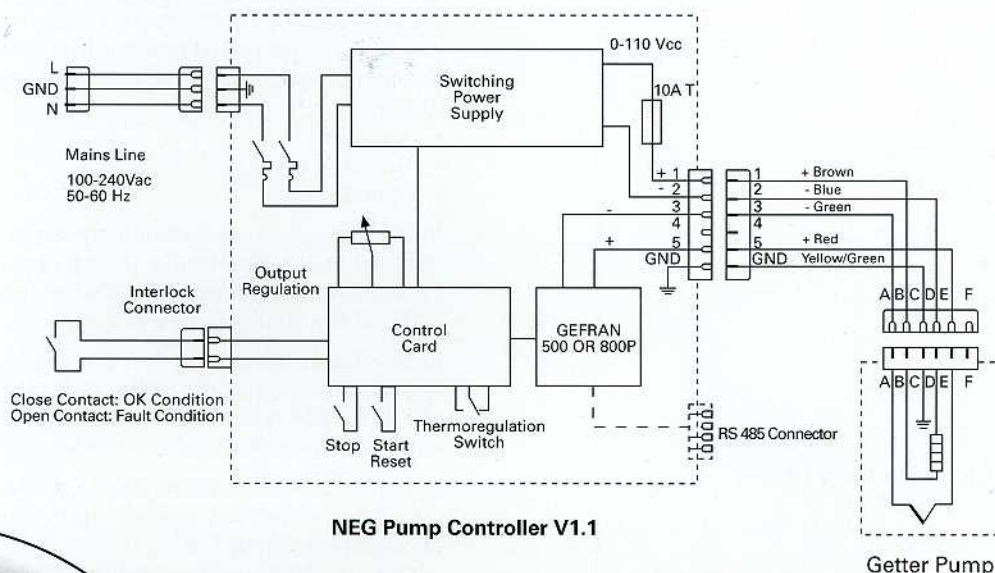 0-110 Vcc
10A T
Switching
Power
Supply
L
GND
N
Mains Line
100-240Vac
50-60 Hz
+ 1
- 2
- 3
4
+ 5
GND
1 + Brown
2 - Blue
3 - Green
4
5 + Red
GND Yellow/Green
Output
Regulation
Interlock
Connector
Control
Card
GEFRAN
500 OR 800P
A B C D E F
A B C D E F
Close Contact: OK Condition
Open Contact: Fault Condition
Stop
Start
Reset
Thermoregulation
Switch
RS 485 Connector
NEG Pump Controller V1.1
Getter Pump